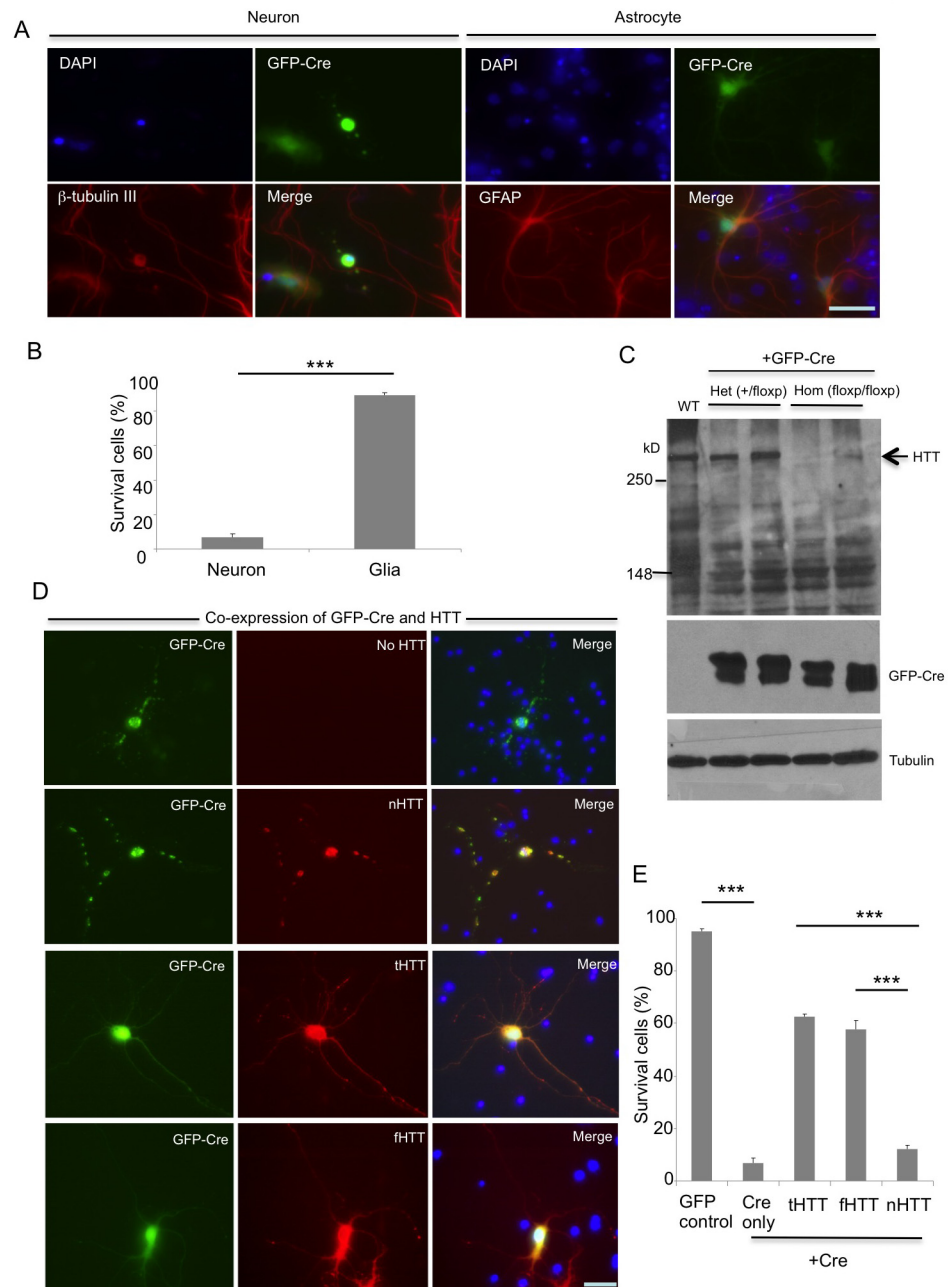 A
Neuron
Astrocyte
DAPI
GFP-Cre
DAPI
GFP-Cre
β-tubulin III
Merge
GFAP
Merge
B
***
Survival cells (%)
100
80
60
40
20
0
Neuron
Glia
C
+GFP-Cre
Het (+/floxp)
Hom (floxp/floxp)
WT
kD
250
148
HTT
GFP-Cre
Tubulin
D
Co-expression of GFP-Cre and HTT
GFP-Cre
No HTT
Merge
GFP-Cre
nHTT
Merge
GFP-Cre
tHTT
Merge
GFP-Cre
fHTT
Merge
E
***
***
***
Survival cells (%)
100
80
60
40
20
0
GFP
control
Cre
only
tHTT
fHTT
nHTT
+Cre